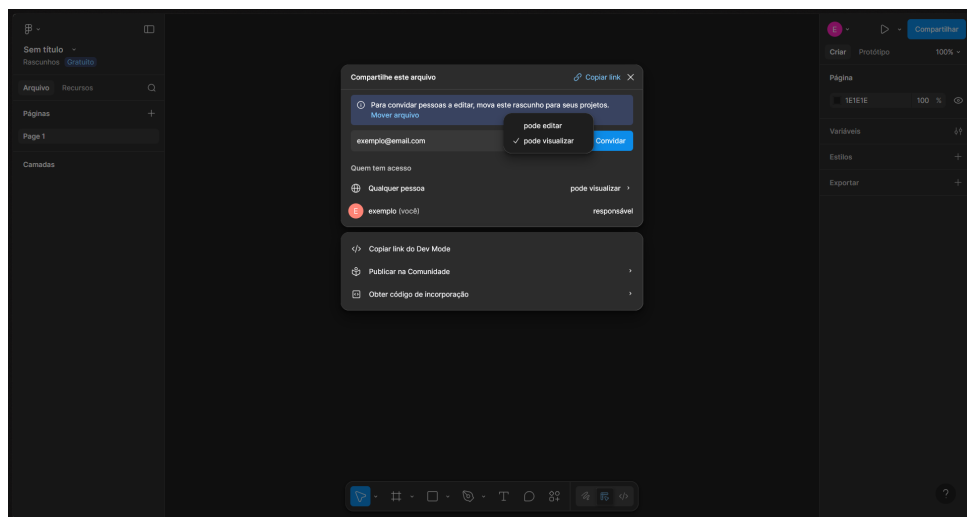 Sem título
Rascunhos Gratuito
Arquivo Recursos
Páginas
Page 1
Camadas
Compartilhe este arquivo
Copiar link
Para convidar pessoas a editar, mova este rascunho para seus projetos.
Mover arquivo
exemplo@email.com
pode editar
pode visualizar
Convidar
Quem tem acesso
Qualquer pessoa pode visualizar
E exemplo (você) responsável
Copiar link do Dev Mode
Publicar na Comunidade
Obter código de incorporação
E
Compartilhar
Criar Protótipo 100%
Página
1E1E1E 100 %
Variáveis
Estilos
Exportar
?